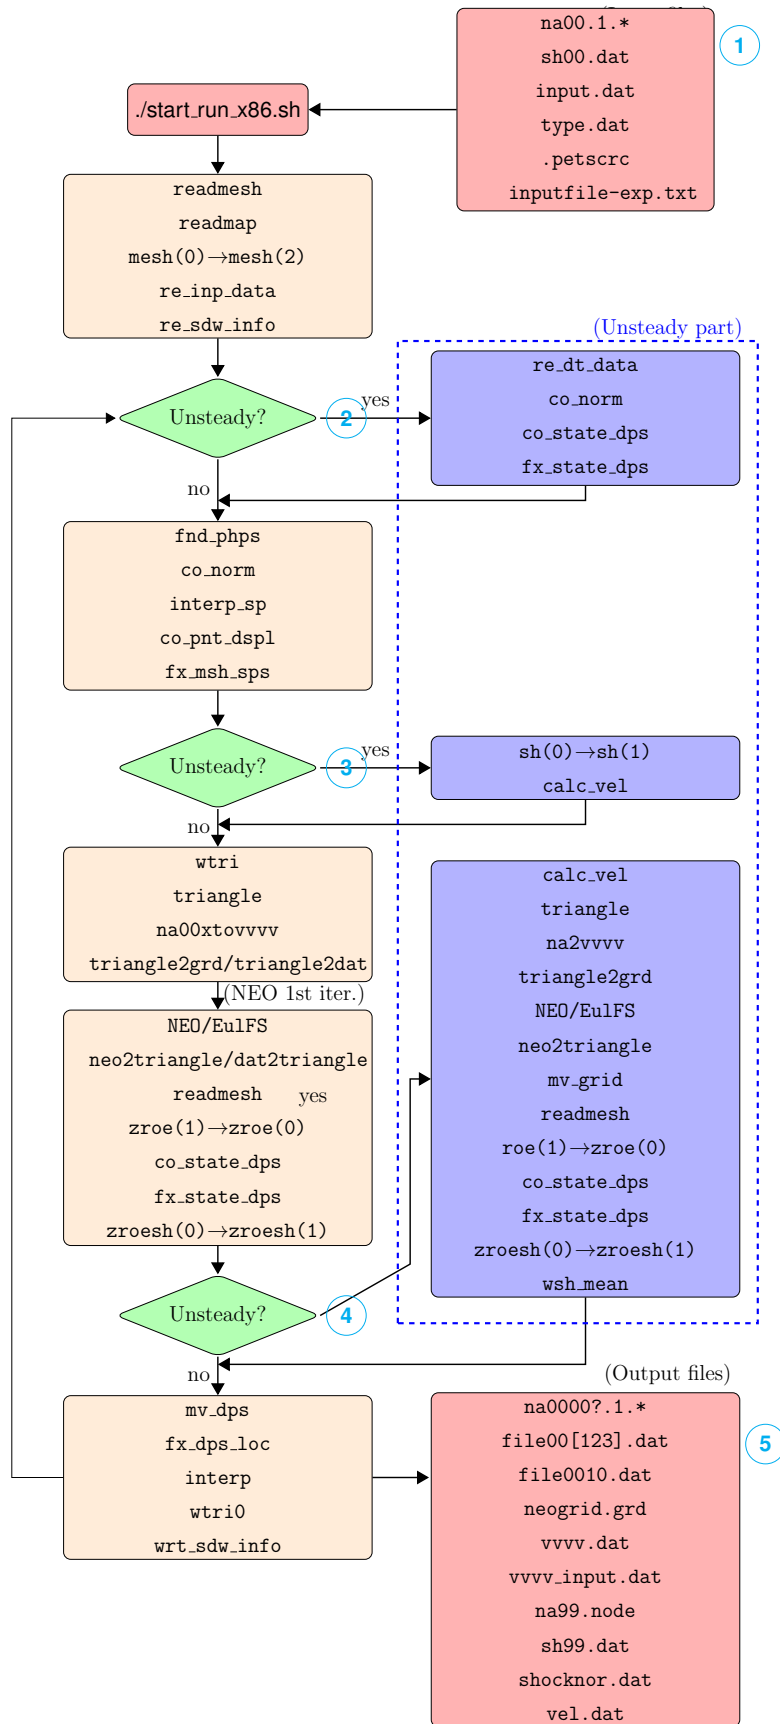 na00.1.*
sh00.dat
input.dat
type.dat
.petscrc
inputfile-exp.txt
1
./start_run_x86.sh
readmesh
readmap
mesh(0)→mesh(2)
re_inp_data
re_sdw_info
(Unsteady part)
Unsteady?
2
yes
re_dt_data
co_norm
co_state_dps
fx_state_dps
no
fnd_phps
co_norm
interp_sp
co_pnt_dspl
fx_msh_sps
Unsteady?
3
yes
sh(0)→sh(1)
calc_vel
no
wtri
triangle
na00xtovvvv
triangle2grd/triangle2dat
(NEO 1st iter.)
NEO/EulFS
neo2triangle/dat2triangle
readmesh
yes
zroe(1)→zroe(0)
co_state_dps
fx_state_dps
zroesh(0)→zroesh(1)
calc_vel
triangle
na2vvvv
triangle2grd
NEO/EulFS
neo2triangle
mv_grid
readmesh
roe(1)→zroe(0)
co_state_dps
fx_state_dps
zroesh(0)→zroesh(1)
wsh_mean
Unsteady?
4
no
mv_dps
fx_dps_loc
interp
wtri0
wrt_sdw_info
(Output files)
na0000?.1.*
file00[123].dat
file0010.dat
neogrid.grd
vvvv.dat
vvvv_input.dat
na99.node
sh99.dat
shocknor.dat
vel.dat
5